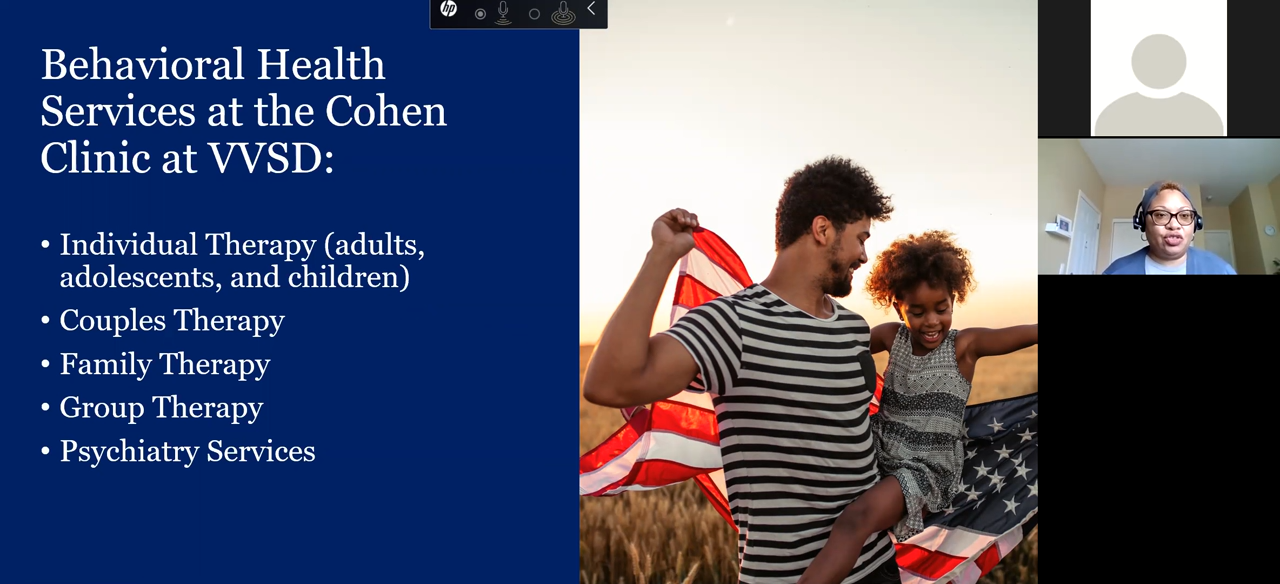 hp
Behavioral Health
Services at the Cohen
Clinic at VVSD:
• Individual Therapy (adults,
adolescents, and children)
• Couples Therapy
• Family Therapy
• Group Therapy
• Psychiatry Services